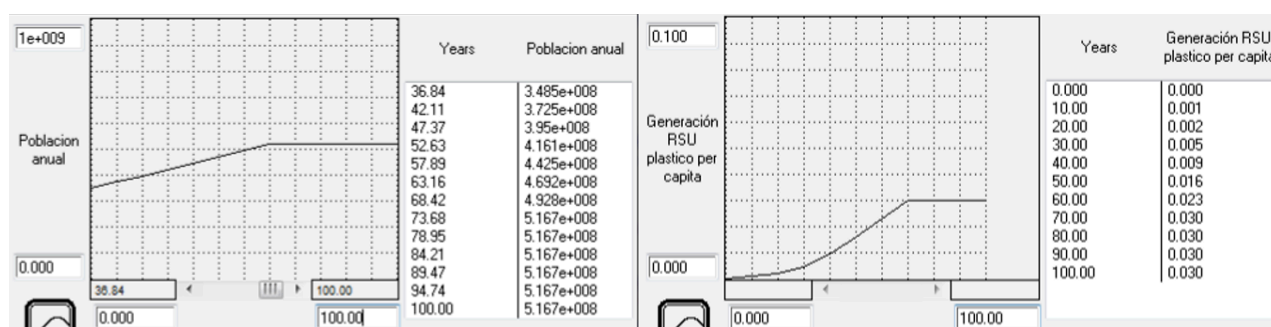 1e+009
Poblacion
anual
0.000
36.84 100.00
0.000 100.00
Years Poblacion anual
36.84 3.485e+008
42.11 3.725e+008
47.37 3.95e+008
52.63 4.161e+008
57.89 4.425e+008
63.16 4.692e+008
68.42 4.928e+008
73.68 5.167e+008
78.95 5.167e+008
84.21 5.167e+008
89.47 5.167e+008
94.74 5.167e+008
100.00 5.167e+008
0.100
Generación
RSU
plastico per
capita
0.000
0.000 100.00
Years Generación RSU
plastico per capita
0.000 0.000
10.00 0.001
20.00 0.002
30.00 0.005
40.00 0.009
50.00 0.016
60.00 0.023
70.00 0.030
80.00 0.030
90.00 0.030
100.00 0.030